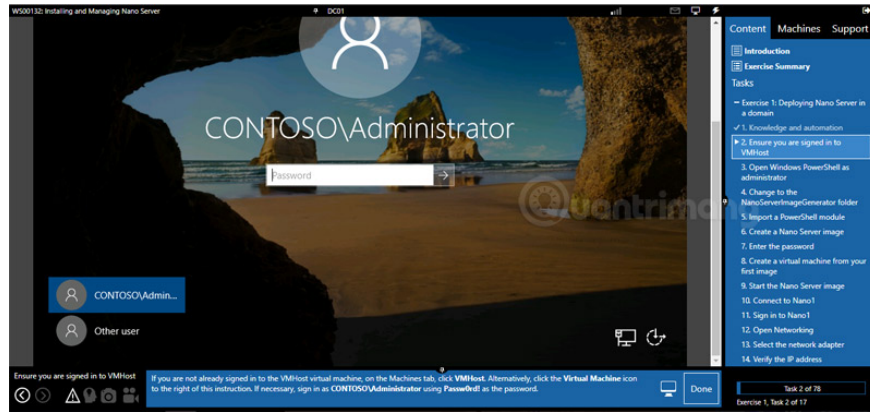 WS00132: Installing and Managing Nano Server
DC01
Content Machines Support
Introduction
Exercise Summary
Tasks
Exercise 1: Deploying Nano Server in
a domain
1. Knowledge and automation
2. Ensure you are signed in to
VMHost
3. Open Windows PowerShell as
administrator
4. Change to the
NanoServerImageGenerator folder
5. Import a PowerShell module
6. Create a Nano Server image
7. Enter the password
8. Create a virtual machine from your
first image
9. Start the Nano Server image
10. Connect to Nano1
11. Sign in to Nano1
12. Open Networking
13. Select the network adapter
14. Verify the IP address
CONTOSO\Administrator
Password
Quantrimang
CONTOSO\Admin...
Other user
Ensure you are signed in to VMHost
If you are not already signed in to the VMHost virtual machine, on the Machines tab, click VMHost. Alternatively, click the Virtual Machine icon
to the right of this instruction. If necessary, sign in as CONTOSO\Administrator using Passw0rd! as the password.
Done
Task 2 of 78
Exercise 1, Task 2 of 17